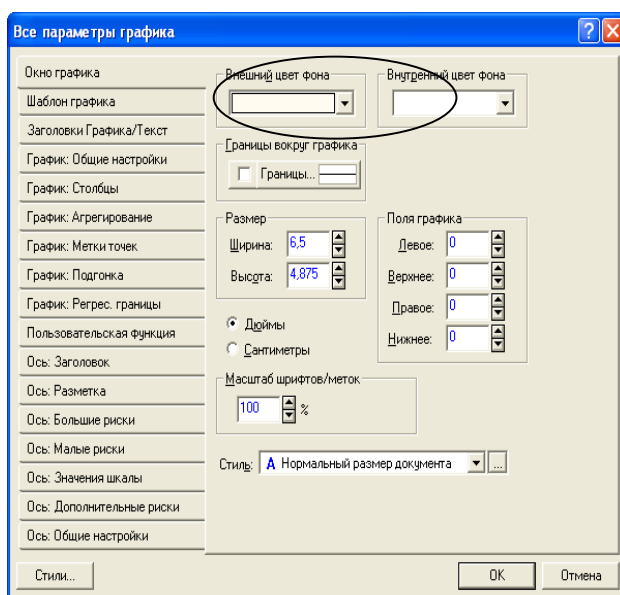 Все параметры графика
Окно графика
Шаблон графика
Заголовки Графика/Текст
График: Общие настройки
График: Столбцы
График: Агрегирование
График: Метки точек
График: Подгонка
График: Регрес. границы
Пользовательская функция
Ось: Заголовок
Ось: Разметка
Ось: Большие риски
Ось: Малые риски
Ось: Значения шкалы
Ось: Дополнительные риски
Ось: Общие настройки
Внешний цвет фона
Внутренний цвет фона
Границы вокруг графика
Границы...
Размер
Ширина: 6,5
Высота: 4,875
Поля графика
Левое: 0
Верхнее: 0
Правое: 0
Нижнее: 0
Дюймы
Сантиметры
Масштаб шрифтов/меток
100 %
Стиль: A Нормальный размер документа ...
Стили...
OK
Отмена